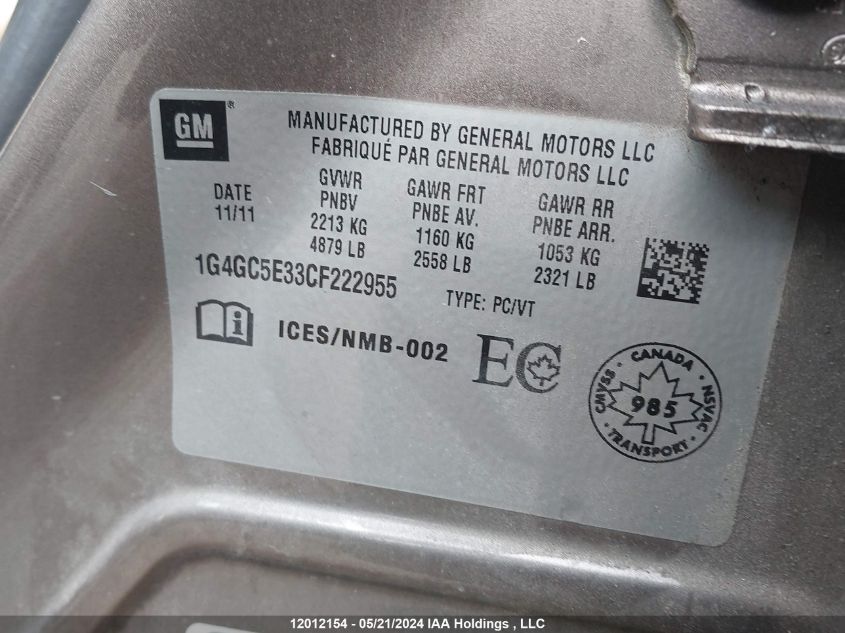 GM ®
MANUFACTURED BY GENERAL MOTORS LLC
FABRIQUÉ PAR GENERAL MOTORS LLC
DATE
11/11
GVWR
PNBV
2213 KG
4879 LB
GAWR FRT
PNBE AV.
1160 KG
2558 LB
GAWR RR
PNBE ARR.
1053 KG
2321 LB
1G4GC5E33CF222955
TYPE: PC/VT
i
ICES/NMB-002
EC
CANADA
CMVSS
NSVAC
985
TRANSPORT
12012154 - 05/21/2024 IAA Holdings , LLC